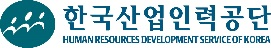 한국산업인력공단
HUMAN RESOURCES DEVELOPMENT SERVICE OF KOREA